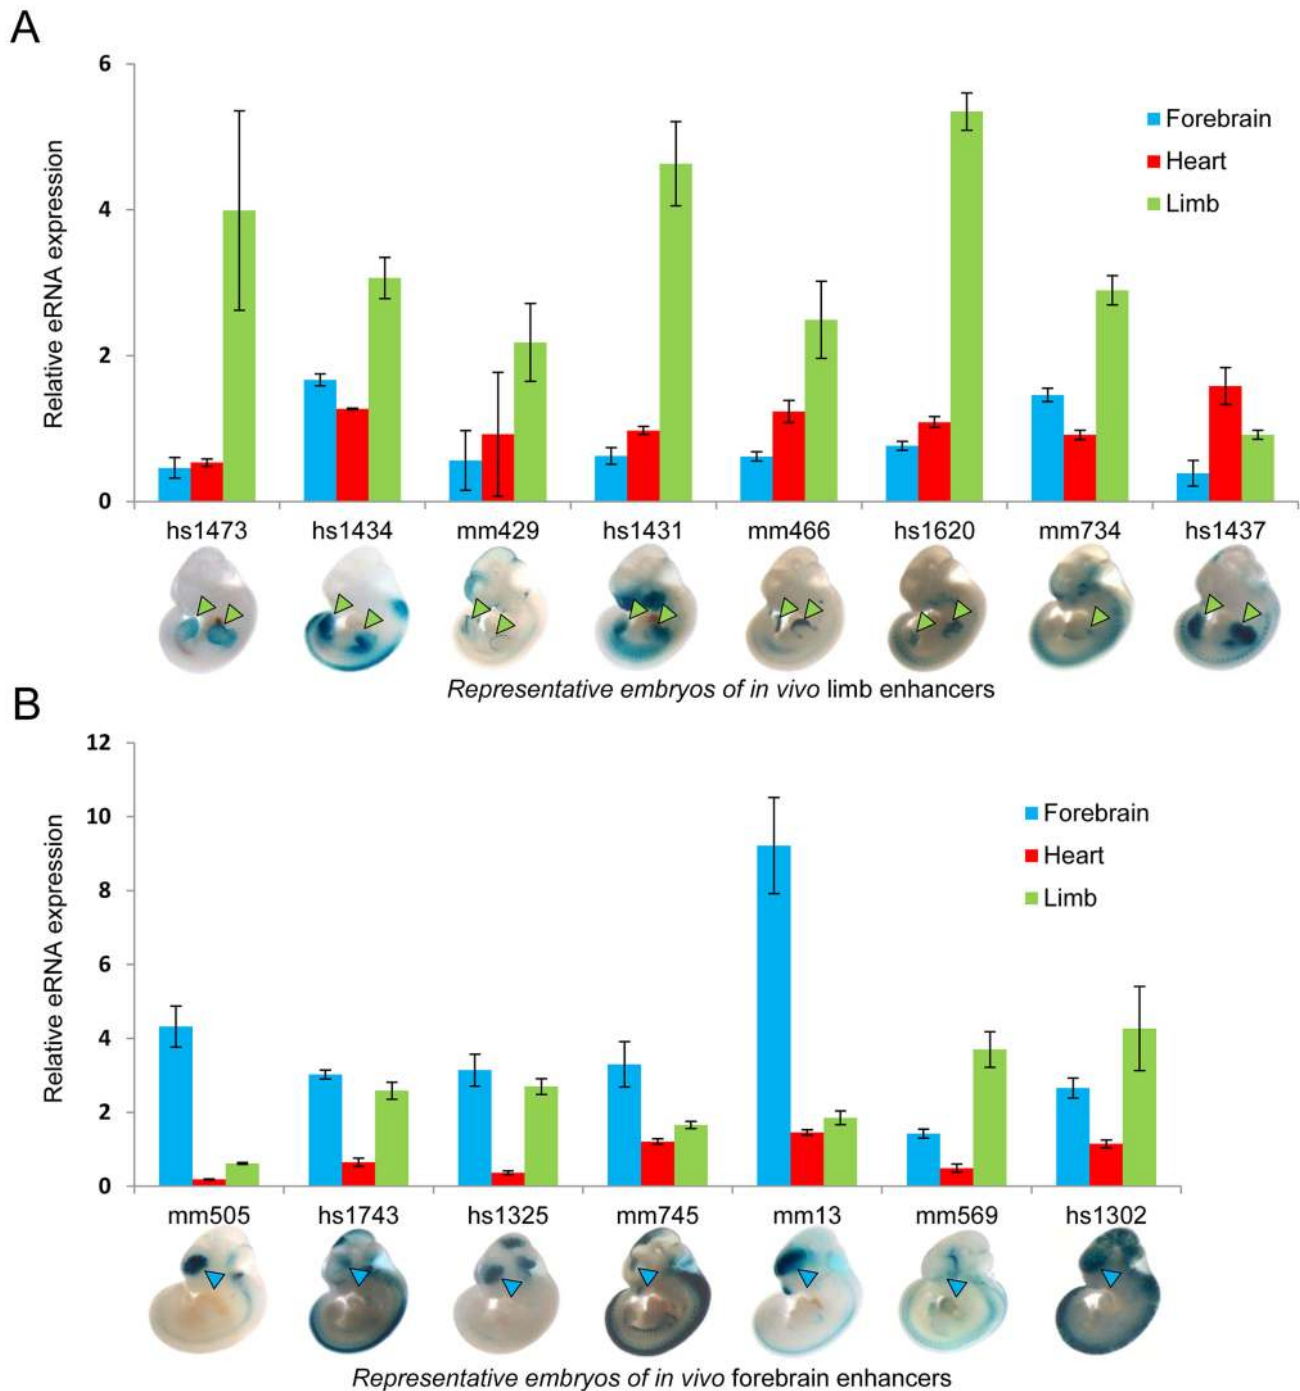 A
6
4
2
0
Relative eRNA expression
Forebrain
Heart
Limb
hs1473 hs1434 mm429 hs1431 mm466 hs1620 mm734 hs1437
Representative embryos of in vivo limb enhancers
B
12
10
8
6
4
2
0
Relative eRNA expression
Forebrain
Heart
Limb
mm505 hs1743 hs1325 mm745 mm13 mm569 hs1302
Representative embryos of in vivo forebrain enhancers